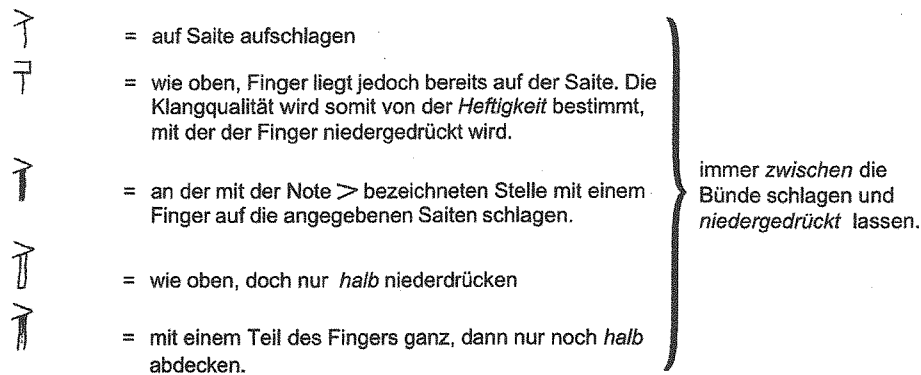 = auf Saite aufschlagen
= wie oben, Finger liegt jedoch bereits auf der Saite. Die
Klangqualität wird somit von der Heftigkeit bestimmt,
mit der der Finger niedergedrückt wird.
= an der mit der Note > bezeichneten Stelle mit einem
Finger auf die angegebenen Saiten schlagen.
= wie oben, doch nur halb niederdrücken
= mit einem Teil des Fingers ganz, dann nur noch halb
abdecken.
immer zwischen die
Bünde schlagen und
niedergedrückt lassen.